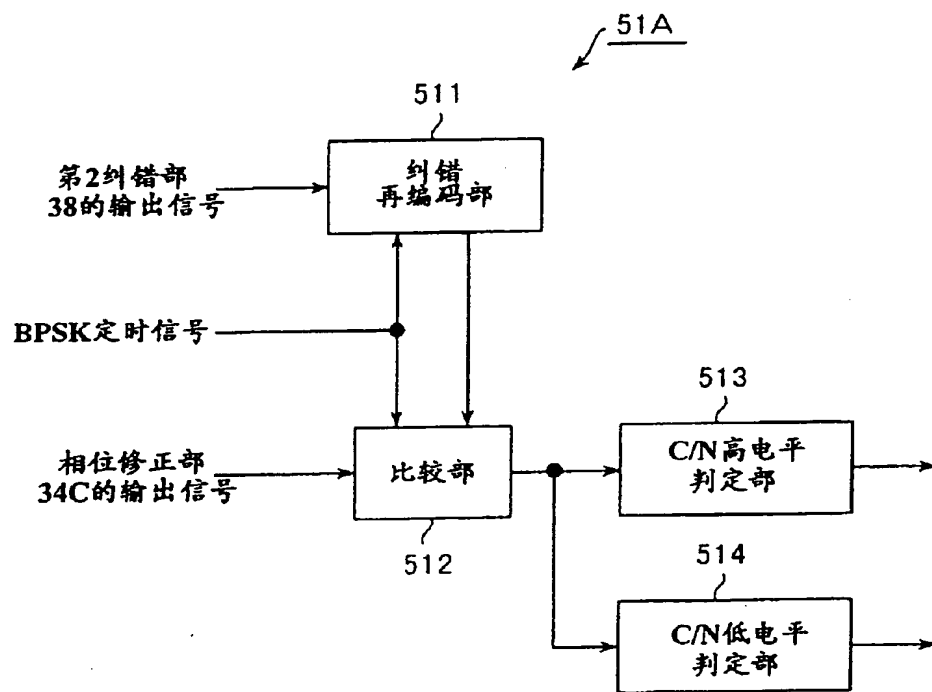 51A
511
第2纠错部
38的输出信号
纠错
再编码部
BPSK定时信号
相位修正部
34C的输出信号
比较部
512
513
C/N高电平
判定部
514
C/N低电平
判定部